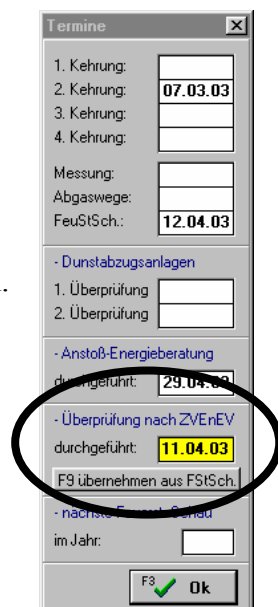 Termine
1. Kehrung:
2. Kehrung: 07.03.03
3. Kehrung:
4. Kehrung:
Messung:
Abgaswege:
FeuStSch.: 12.04.03
- Dunstabzugsanlagen
1. Überprüfung
2. Überprüfung
- Anstoß-Energieberatung
durchgeführt: 29.04.
- Überprüfung nach ZVEnEV
durchgeführt: 11.04.03
F9 übernehmen aus FStSch.
- nächste
im Jahr:
F3 Ok